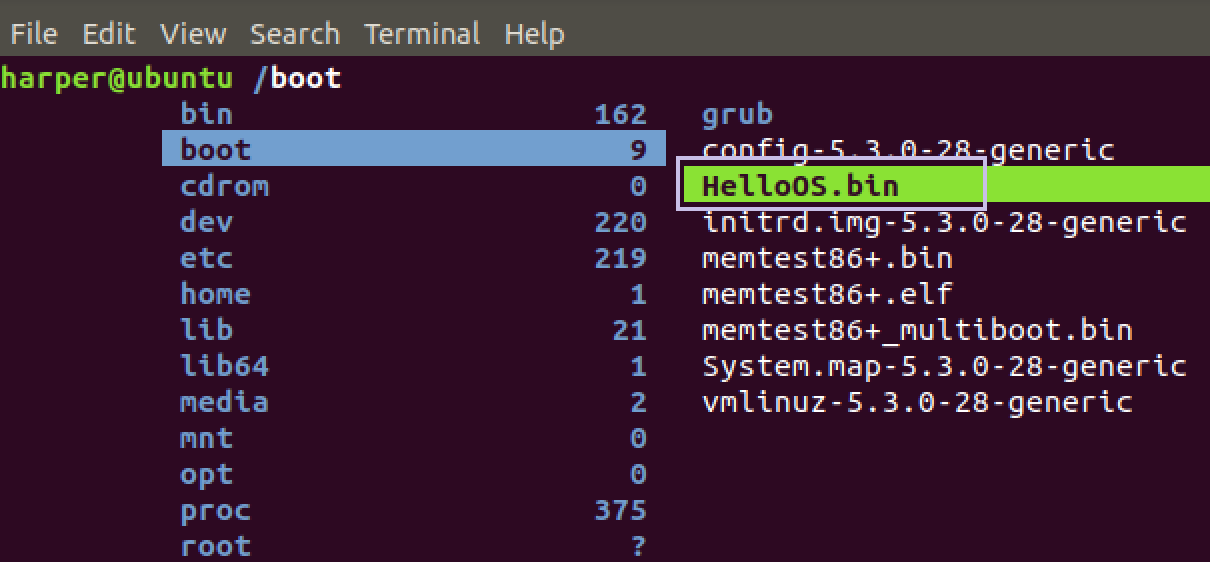 File Edit View Search Terminal Help
harper@ubuntu /boot
bin 162 grub
boot 9 config-5.3.0-28-generic
cdrom 0 HelloOS.bin
dev 220 initrd.img-5.3.0-28-generic
etc 219 memtest86+.bin
home 1 memtest86+.elf
lib 21 memtest86+_multiboot.bin
lib64 1 System.map-5.3.0-28-generic
media 2 vmlinuz-5.3.0-28-generic
mnt 0
opt 0
proc 375
root ?